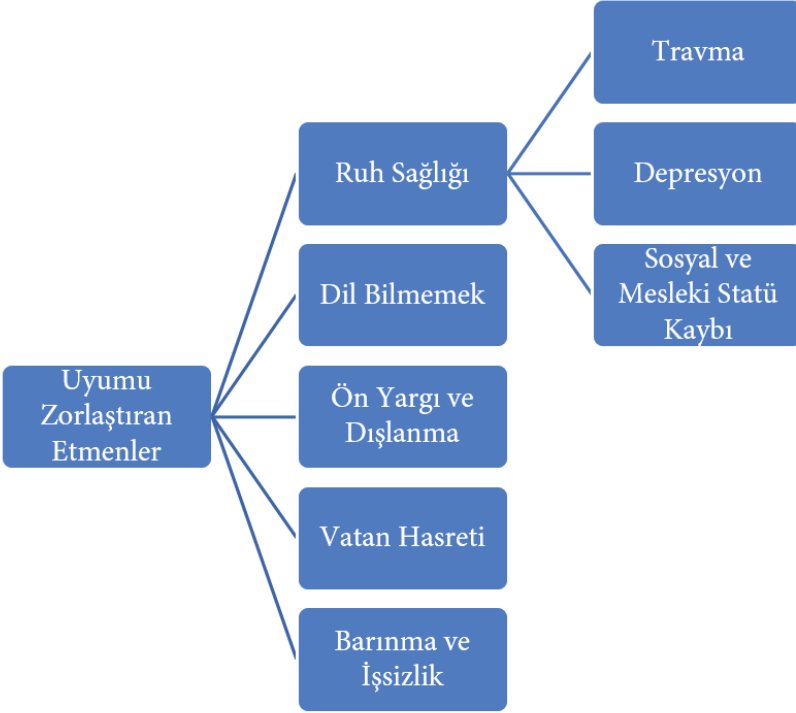 Uyumu
Zorlaştıran
Etmenler
Ruh Sağlığı
Travma
Depresyon
Sosyal ve
Mesleki Statü
Kaybı
Dil Bilmemek
Ön Yargı ve
Dışlanma
Vatan Hasreti
Barınma ve
İşsizlik